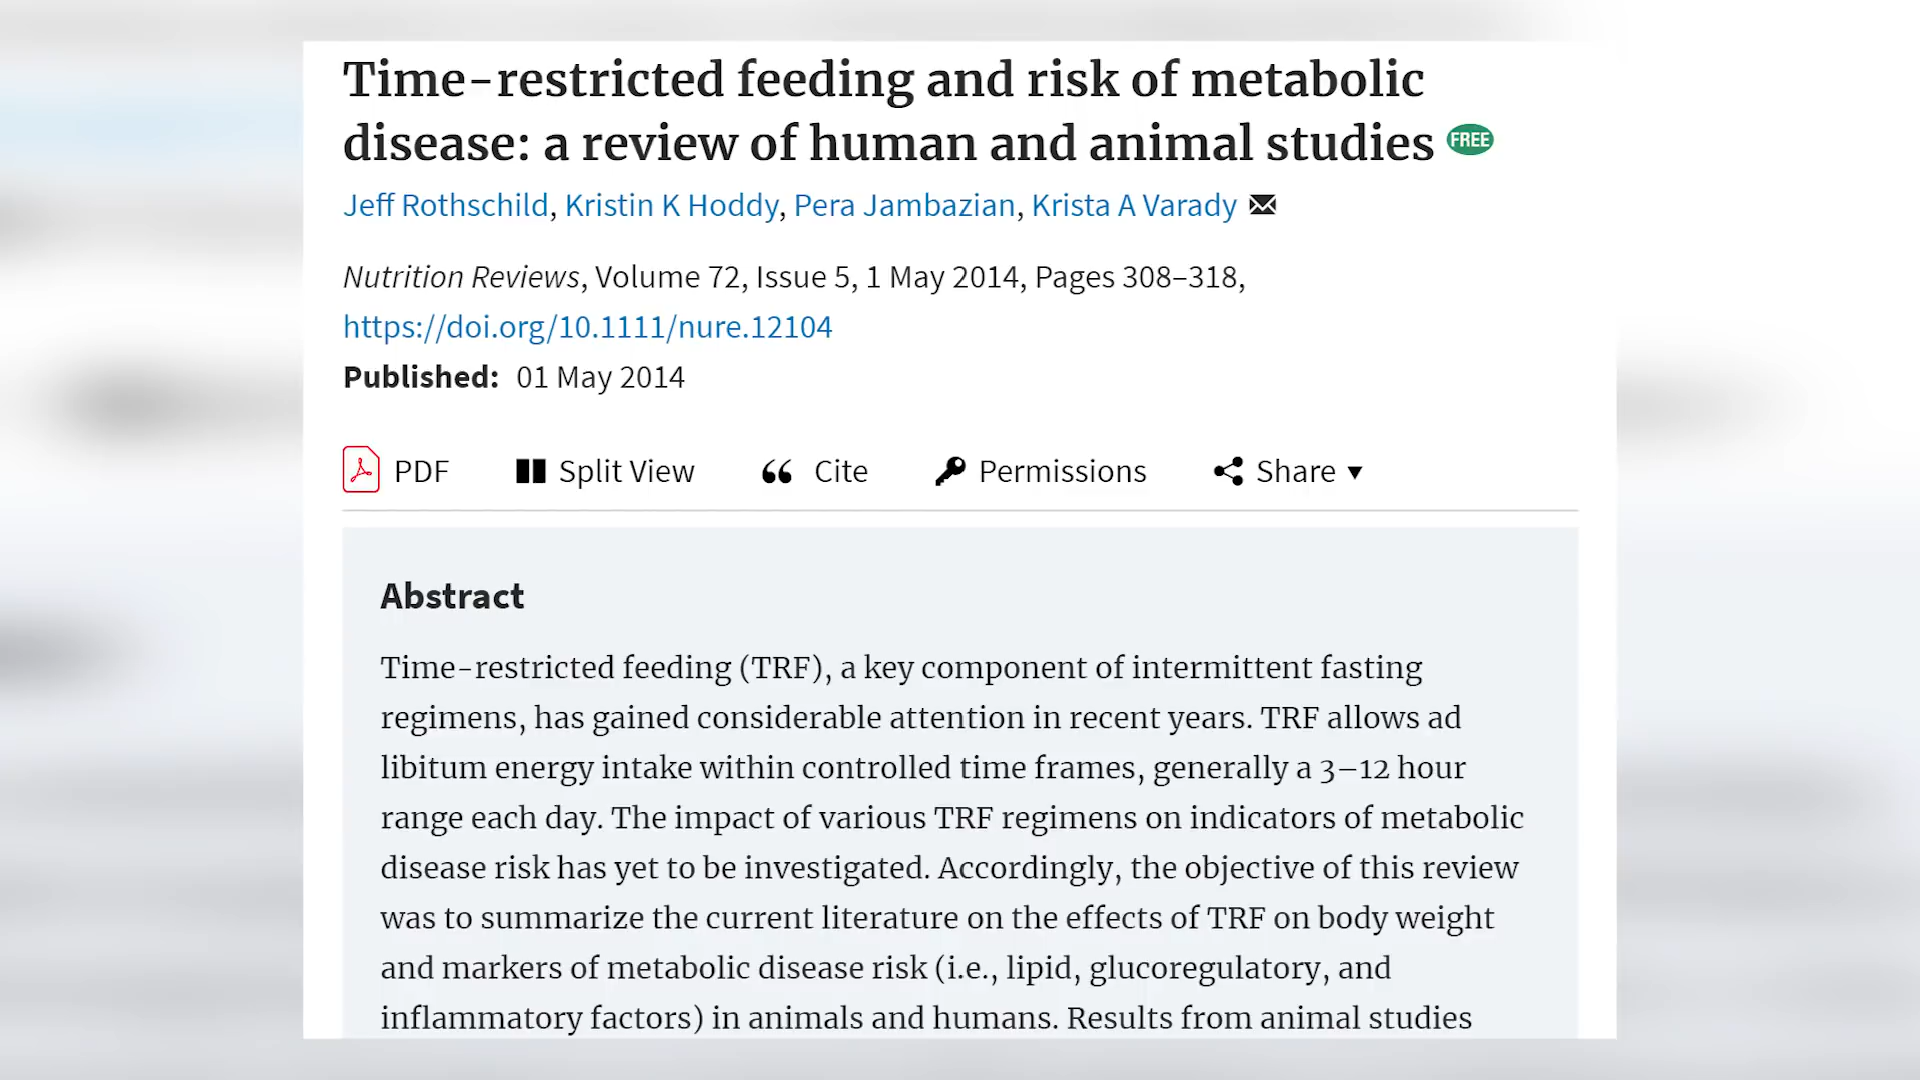 Time-restricted feeding and risk of metabolic
disease: a review of human and animal studies FREE
Jeff Rothschild, Kristin K Hoddy, Pera Jambazian, Krista A Varady
Nutrition Reviews, Volume 72, Issue 5, 1 May 2014, Pages 308–318,
https://doi.org/10.1111/nure.12104
Published: 01 May 2014
PDF Split View Cite Permissions Share
Abstract
Time-restricted feeding (TRF), a key component of intermittent fasting
regimens, has gained considerable attention in recent years. TRF allows ad
libitum energy intake within controlled time frames, generally a 3–12 hour
range each day. The impact of various TRF regimens on indicators of metabolic
disease risk has yet to be investigated. Accordingly, the objective of this review
was to summarize the current literature on the effects of TRF on body weight
and markers of metabolic disease risk (i.e., lipid, glucoregulatory, and
inflammatory factors) in animals and humans. Results from animal studies